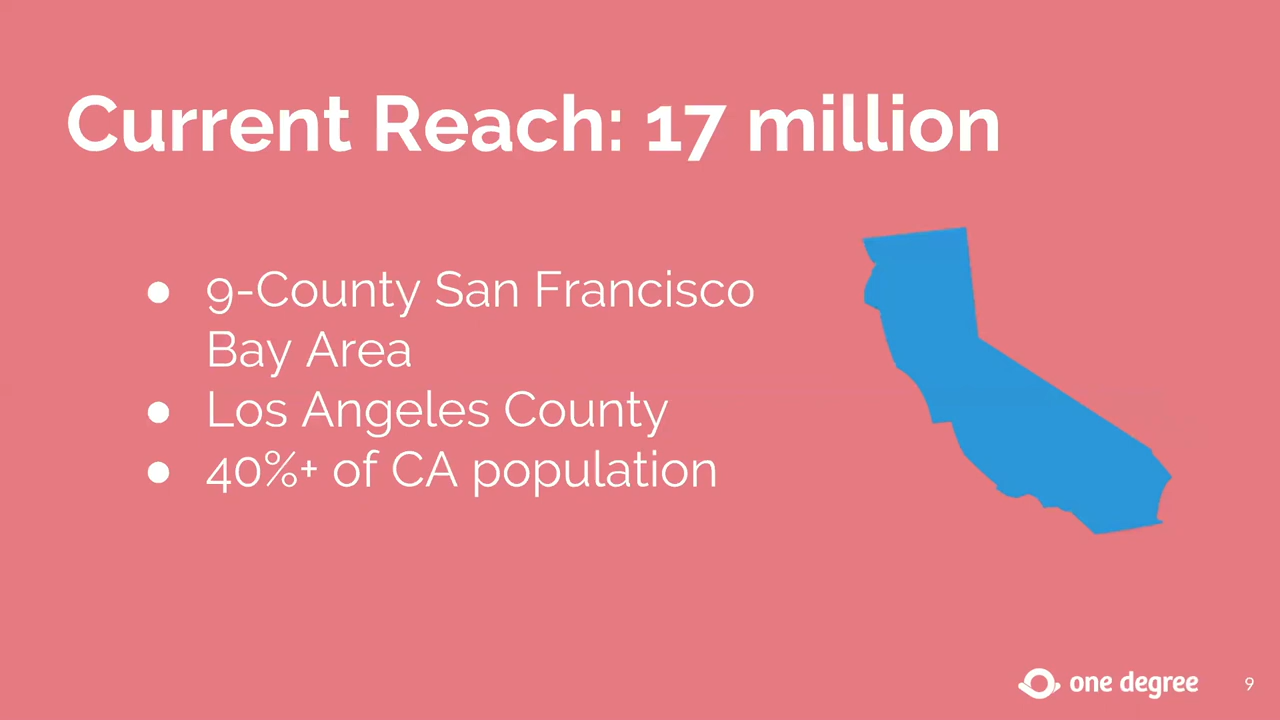 Current Reach: 17 million
● 9-County San Francisco
Bay Area
● Los Angeles County
● 40%+ of CA population
one degree
9